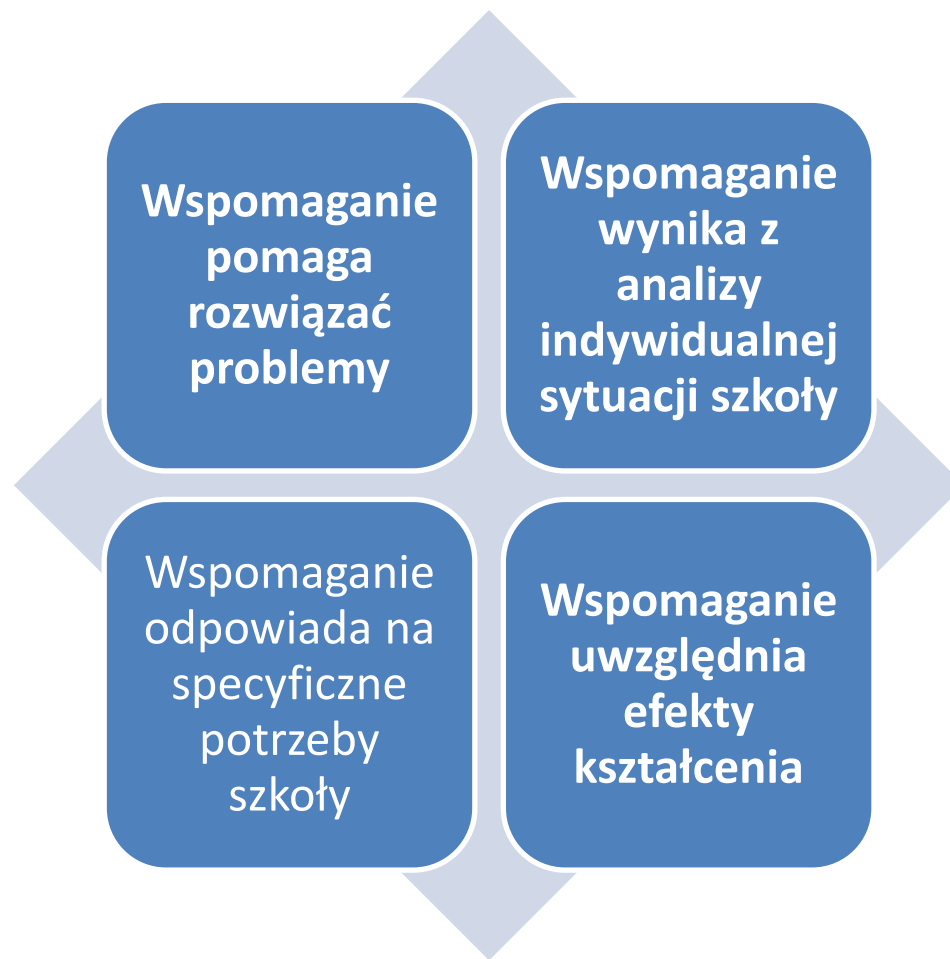 Wspomaganie
pomaga
rozwiązać
problemy
Wspomaganie
wynika z
analizy
indywidualnej
sytuacji szkoły
Wspomaganie
odpowiada na
specyficzne
potrzeby
szkoły
Wspomaganie
uwzględnia
efekty
kształcenia